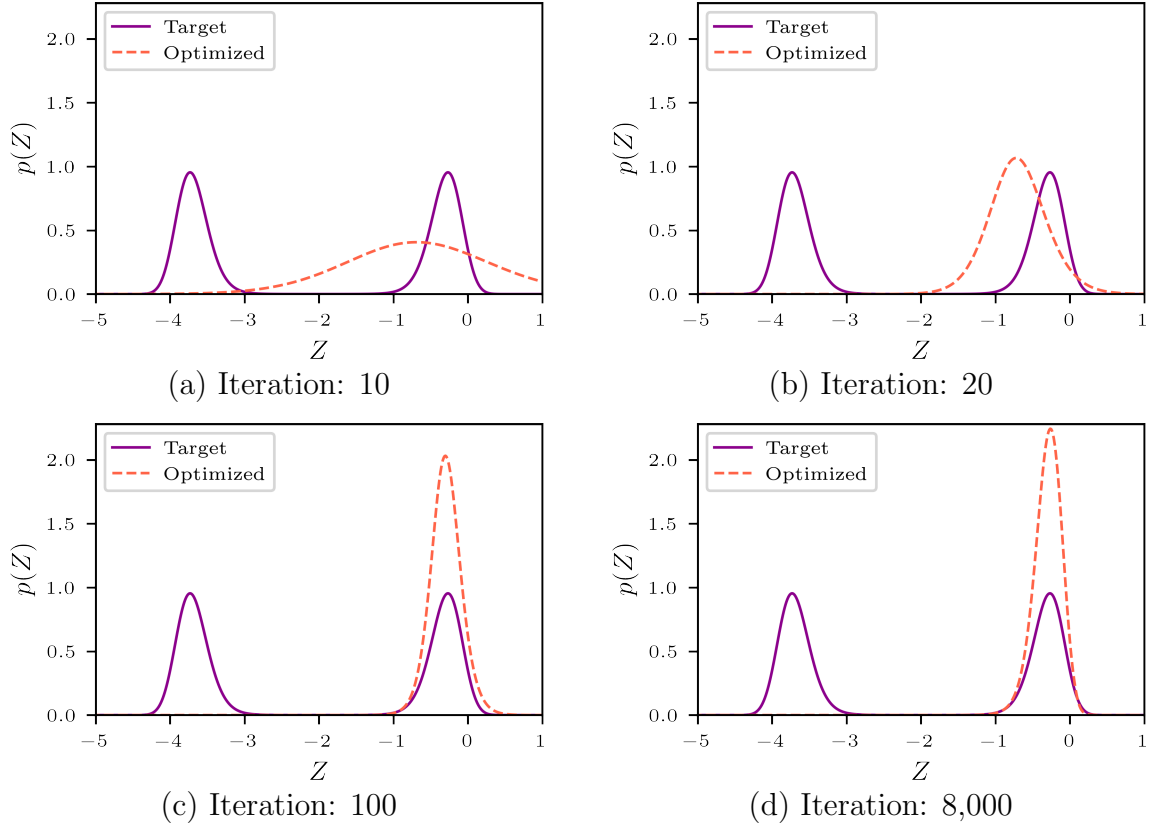 Target
Optimized
p(Z)
2.0
1.5
1.0
0.5
0.0
−5 −4 −3 −2 −1 0 1
Z
(a) Iteration: 10
Target
Optimized
p(Z)
2.0
1.5
1.0
0.5
0.0
−5 −4 −3 −2 −1 0 1
Z
(b) Iteration: 20
Target
Optimized
p(Z)
2.0
1.5
1.0
0.5
0.0
−5 −4 −3 −2 −1 0 1
Z
(c) Iteration: 100
Target
Optimized
p(Z)
2.0
1.5
1.0
0.5
0.0
−5 −4 −3 −2 −1 0 1
Z
(d) Iteration: 8,000